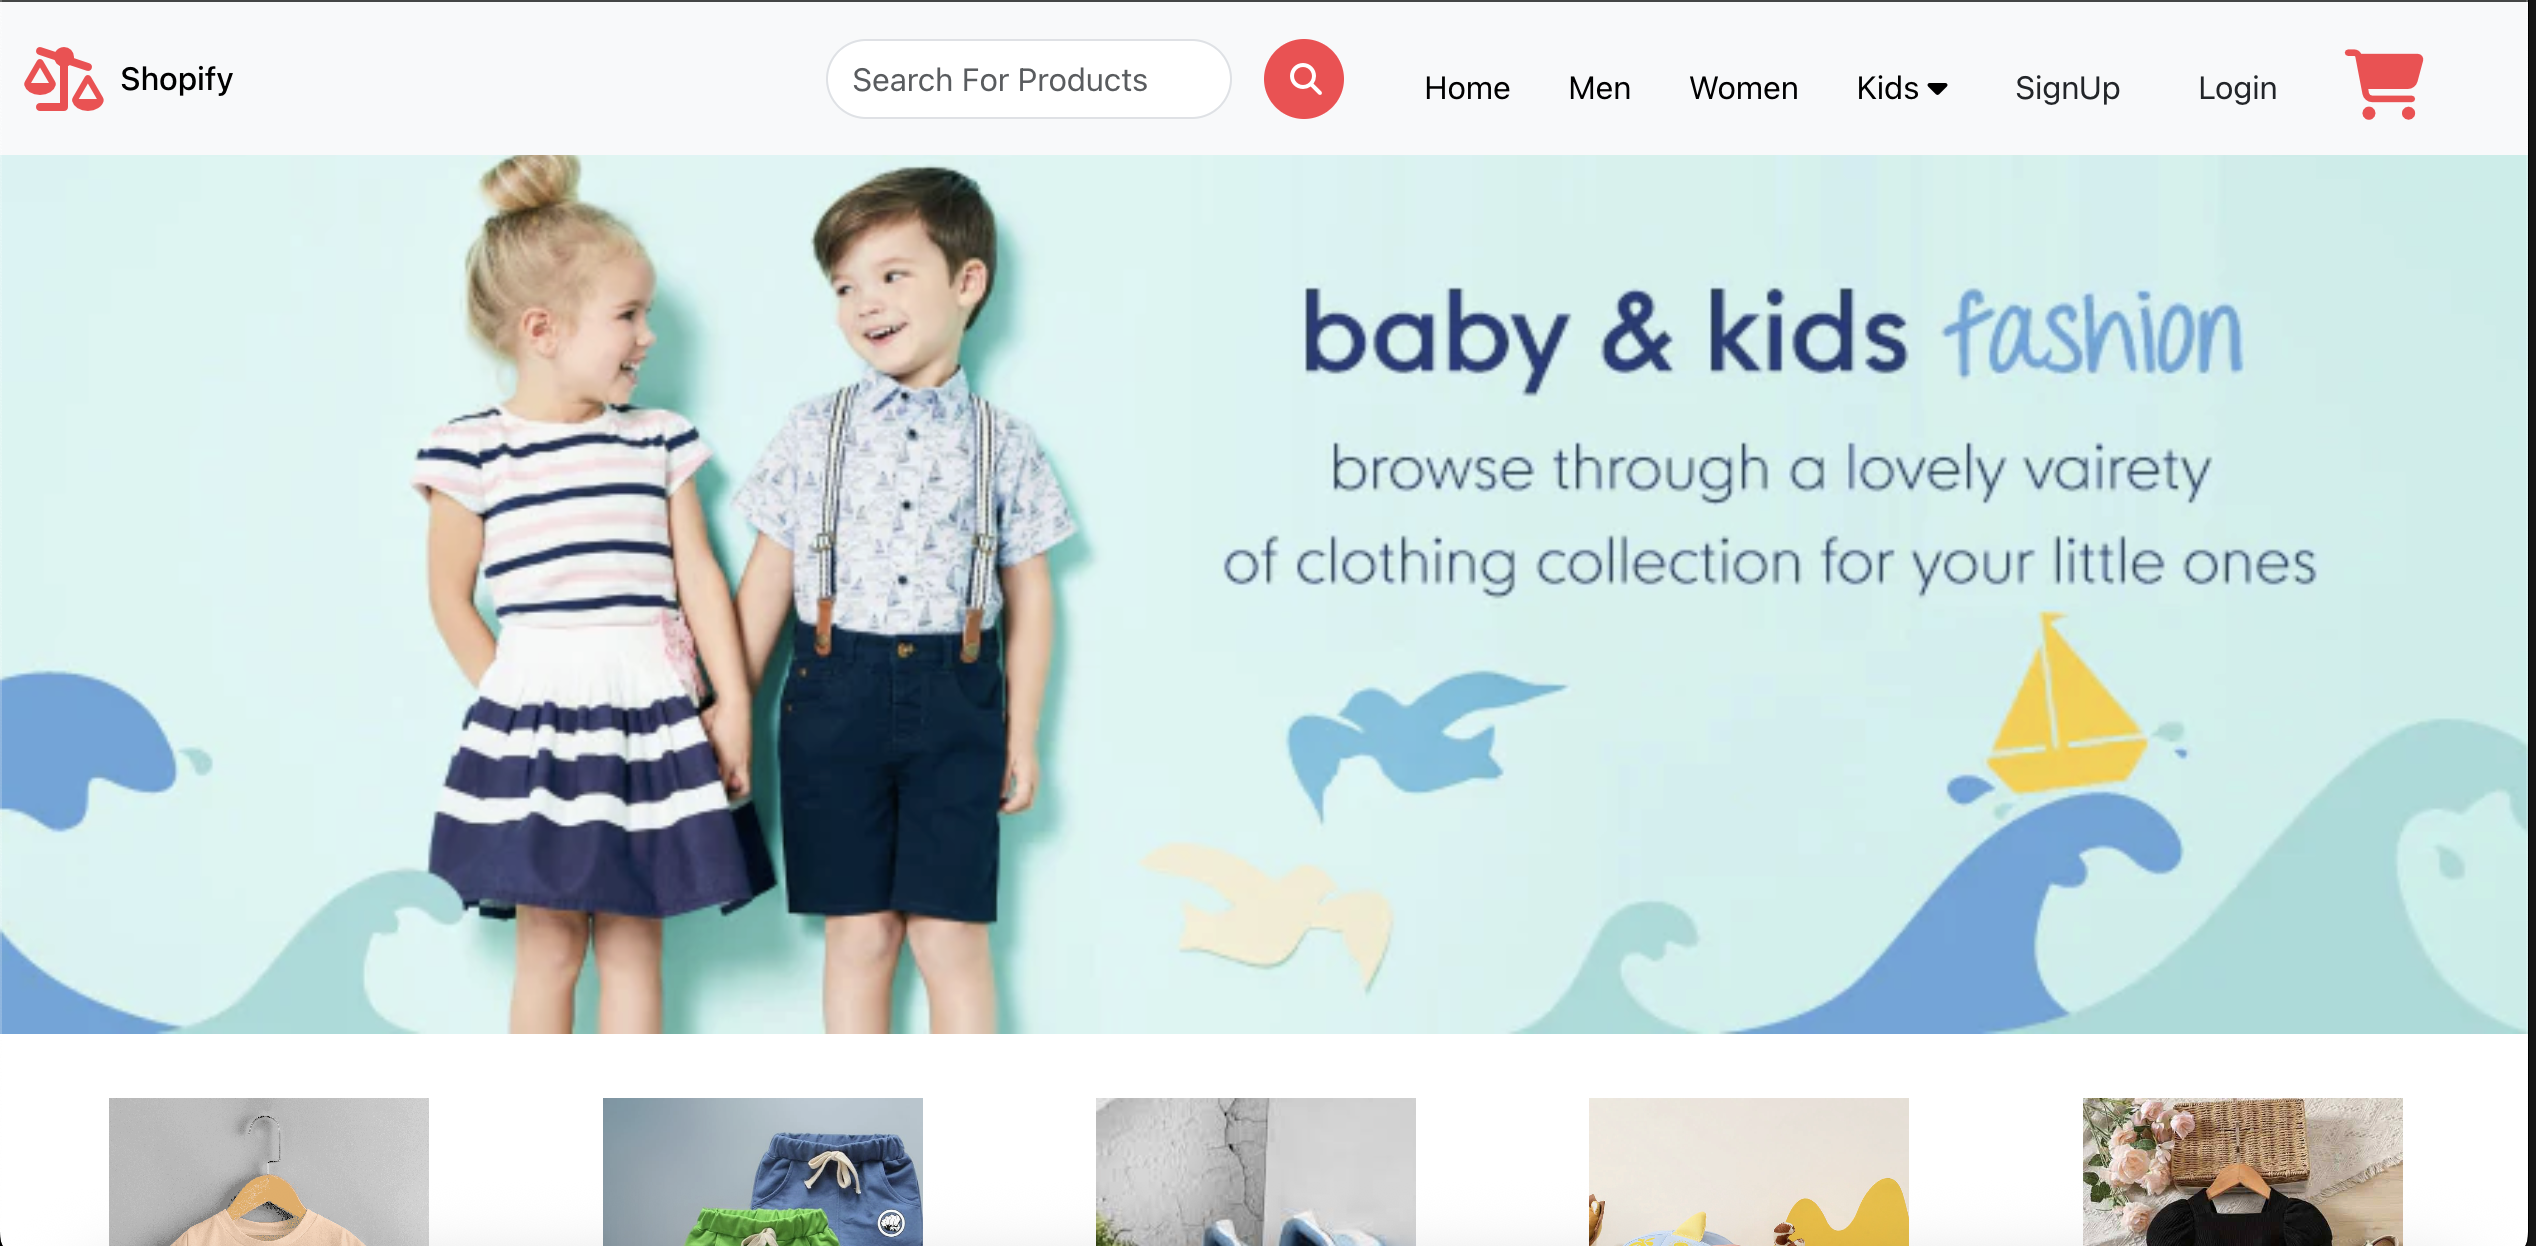 Shopify
Search For Products
Home Men Women Kids SignUp Login
baby & kids fashion
browse through a lovely vairety
of clothing collection for your little ones